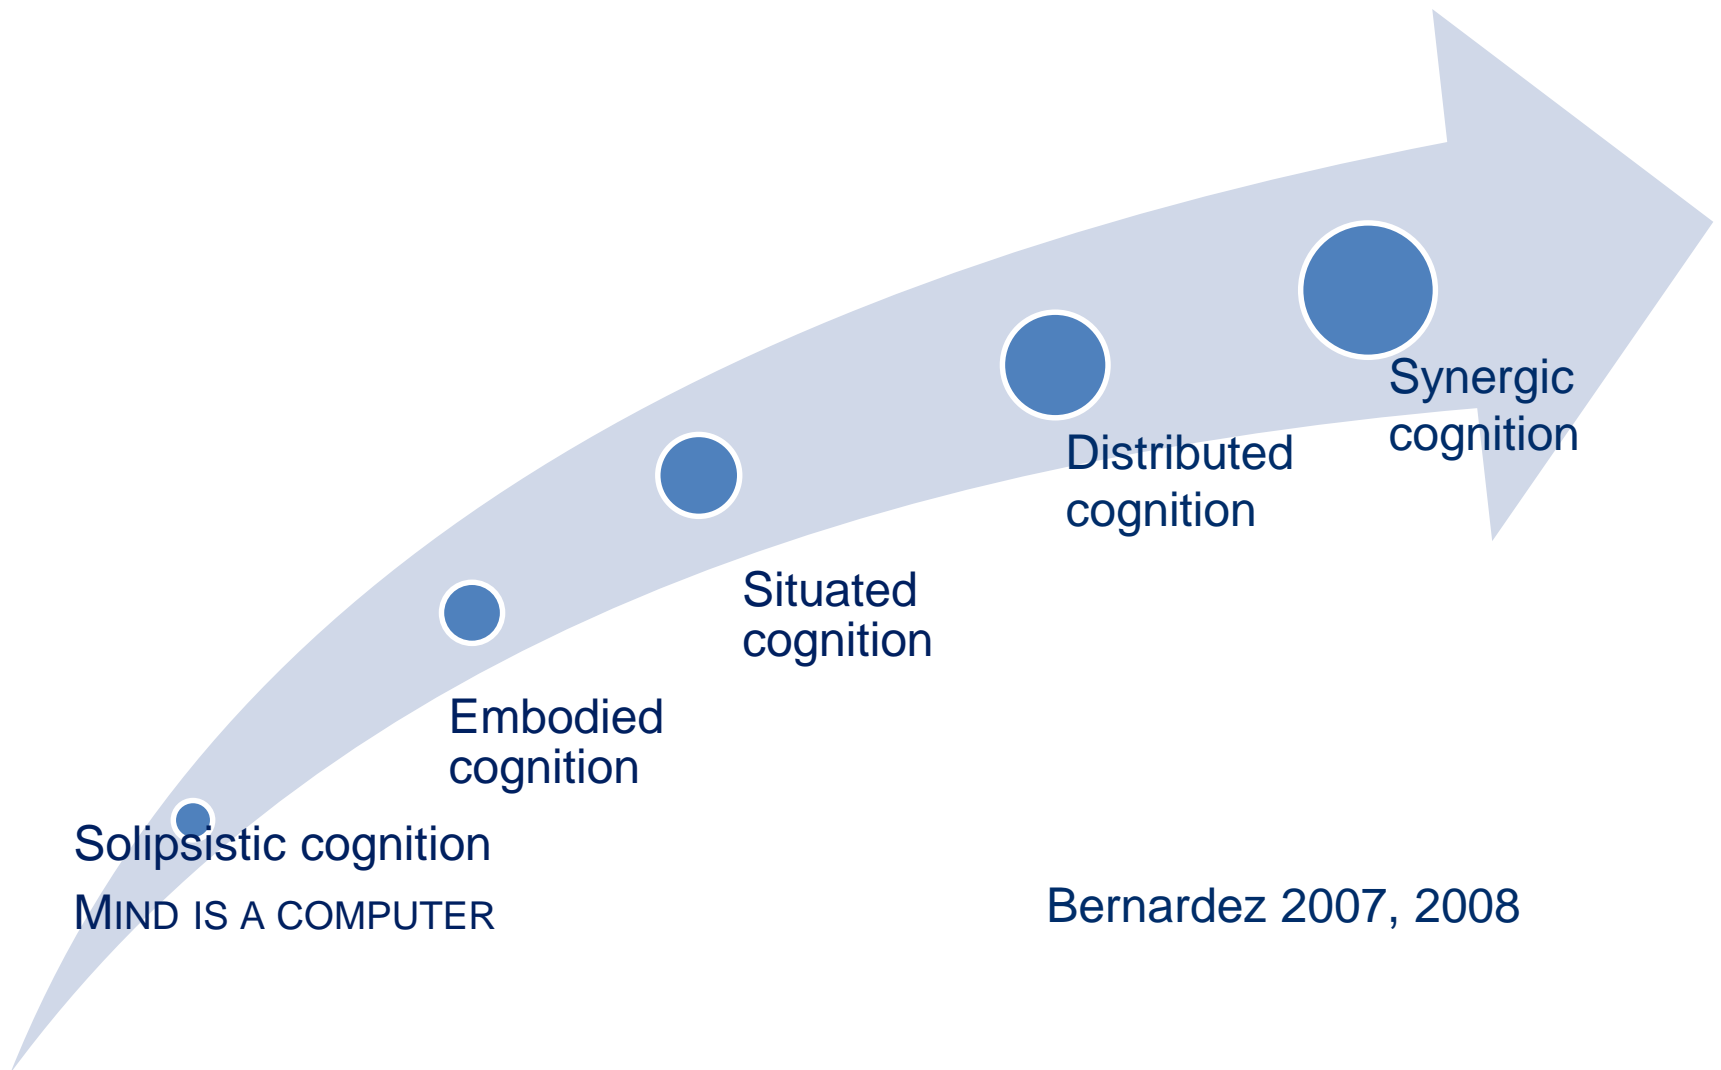 Solipsistic cognition
MIND IS A COMPUTER
Embodied
cognition
Situated
cognition
Distributed
cognition
Synergic
cognition
Bernardez 2007, 2008